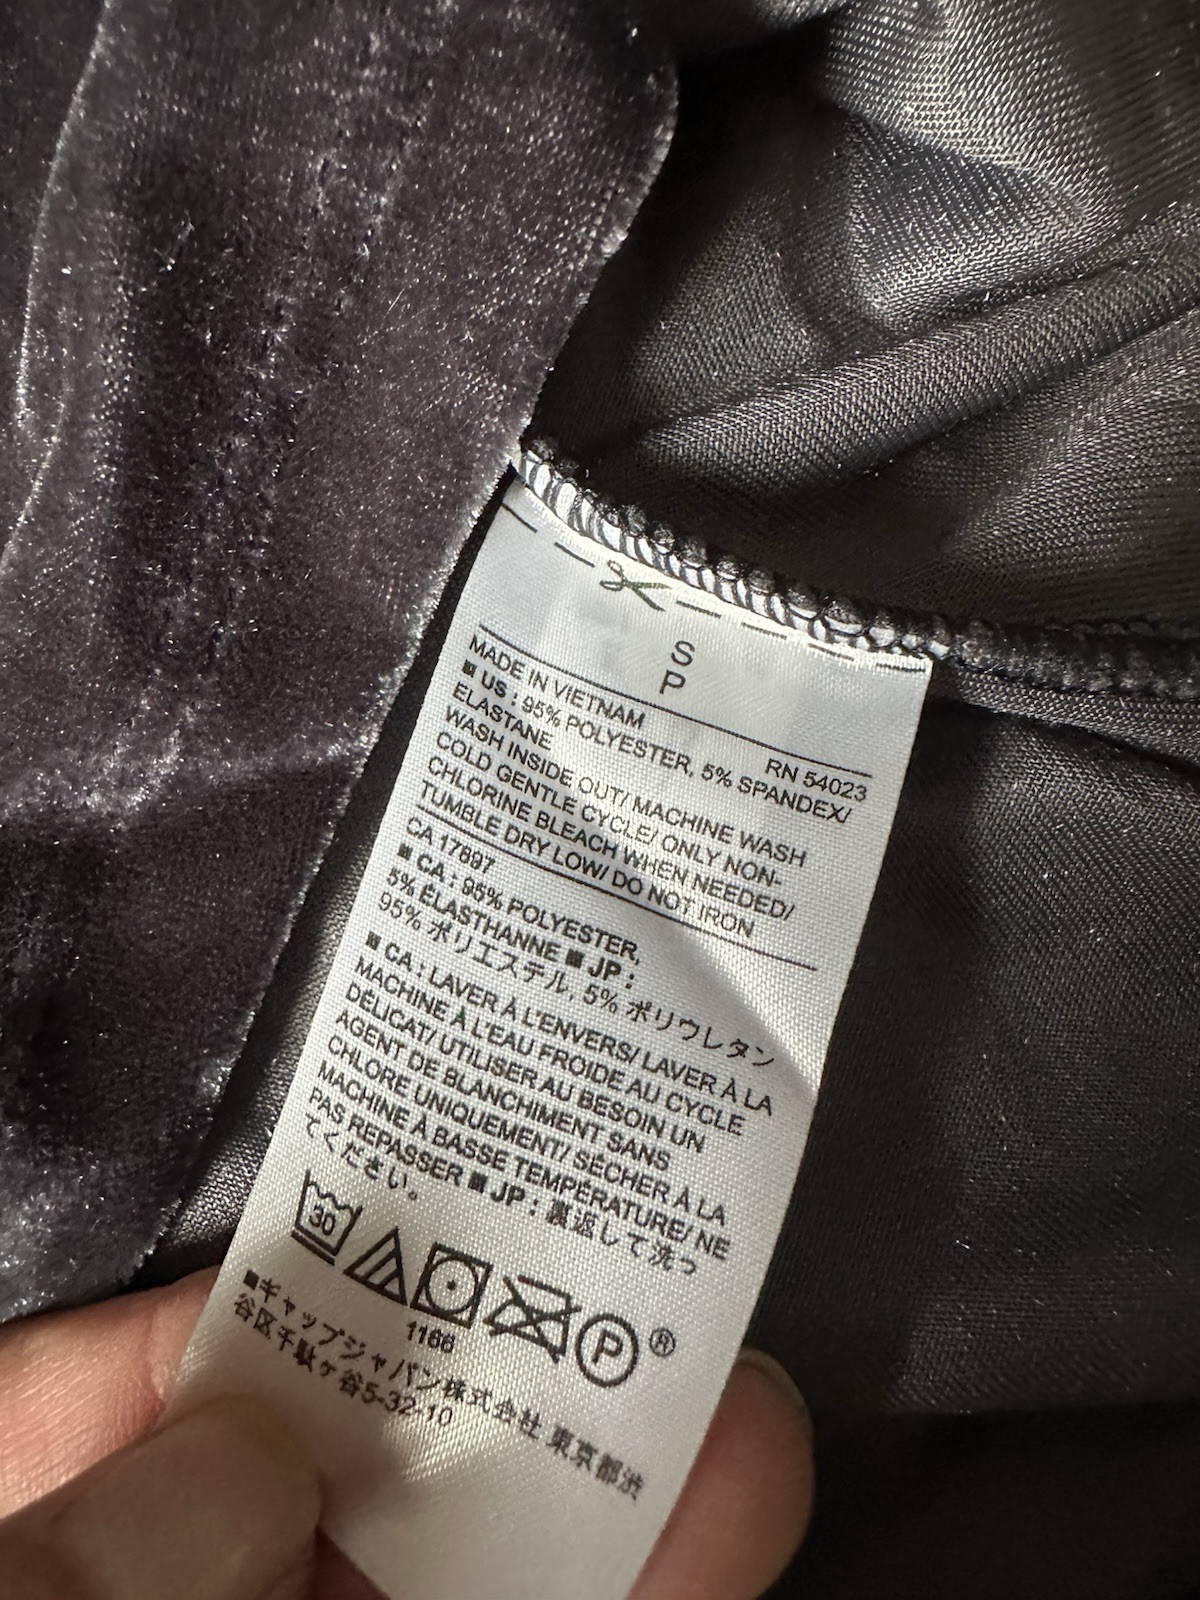 S
P
MADE IN VIETNAM RN 54023
■ US : 95% POLYESTER, 5% SPANDEX/
ELASTANE
WASH INSIDE OUT/ MACHINE WASH
COLD GENTLE CYCLE/ ONLY NON-
CHLORINE BLEACH WHEN NEEDED/
TUMBLE DRY LOW/ DO NOT IRON
CA 17897
■ CA : 95% POLYESTER,
5% ÉLASTHANNE ■ JP :
95% ポリエステル, 5% ポリウレタン
■ CA : LAVER À L'ENVERS/ LAVER À LA
MACHINE À L'EAU FROIDE AU CYCLE
DÉLICAT/ UTILISER AU BESOIN UN
AGENT DE BLANCHIMENT SANS
CHLORE UNIQUEMENT/ SÉCHER À LA
MACHINE À BASSE TEMPÉRATURE/ NE
PAS REPASSER ■ JP : 裏返して洗っ
てください。
30 P ®
1166
■ギャップジャパン株式会社 東京都渋
谷区千駄ヶ谷5-32-10